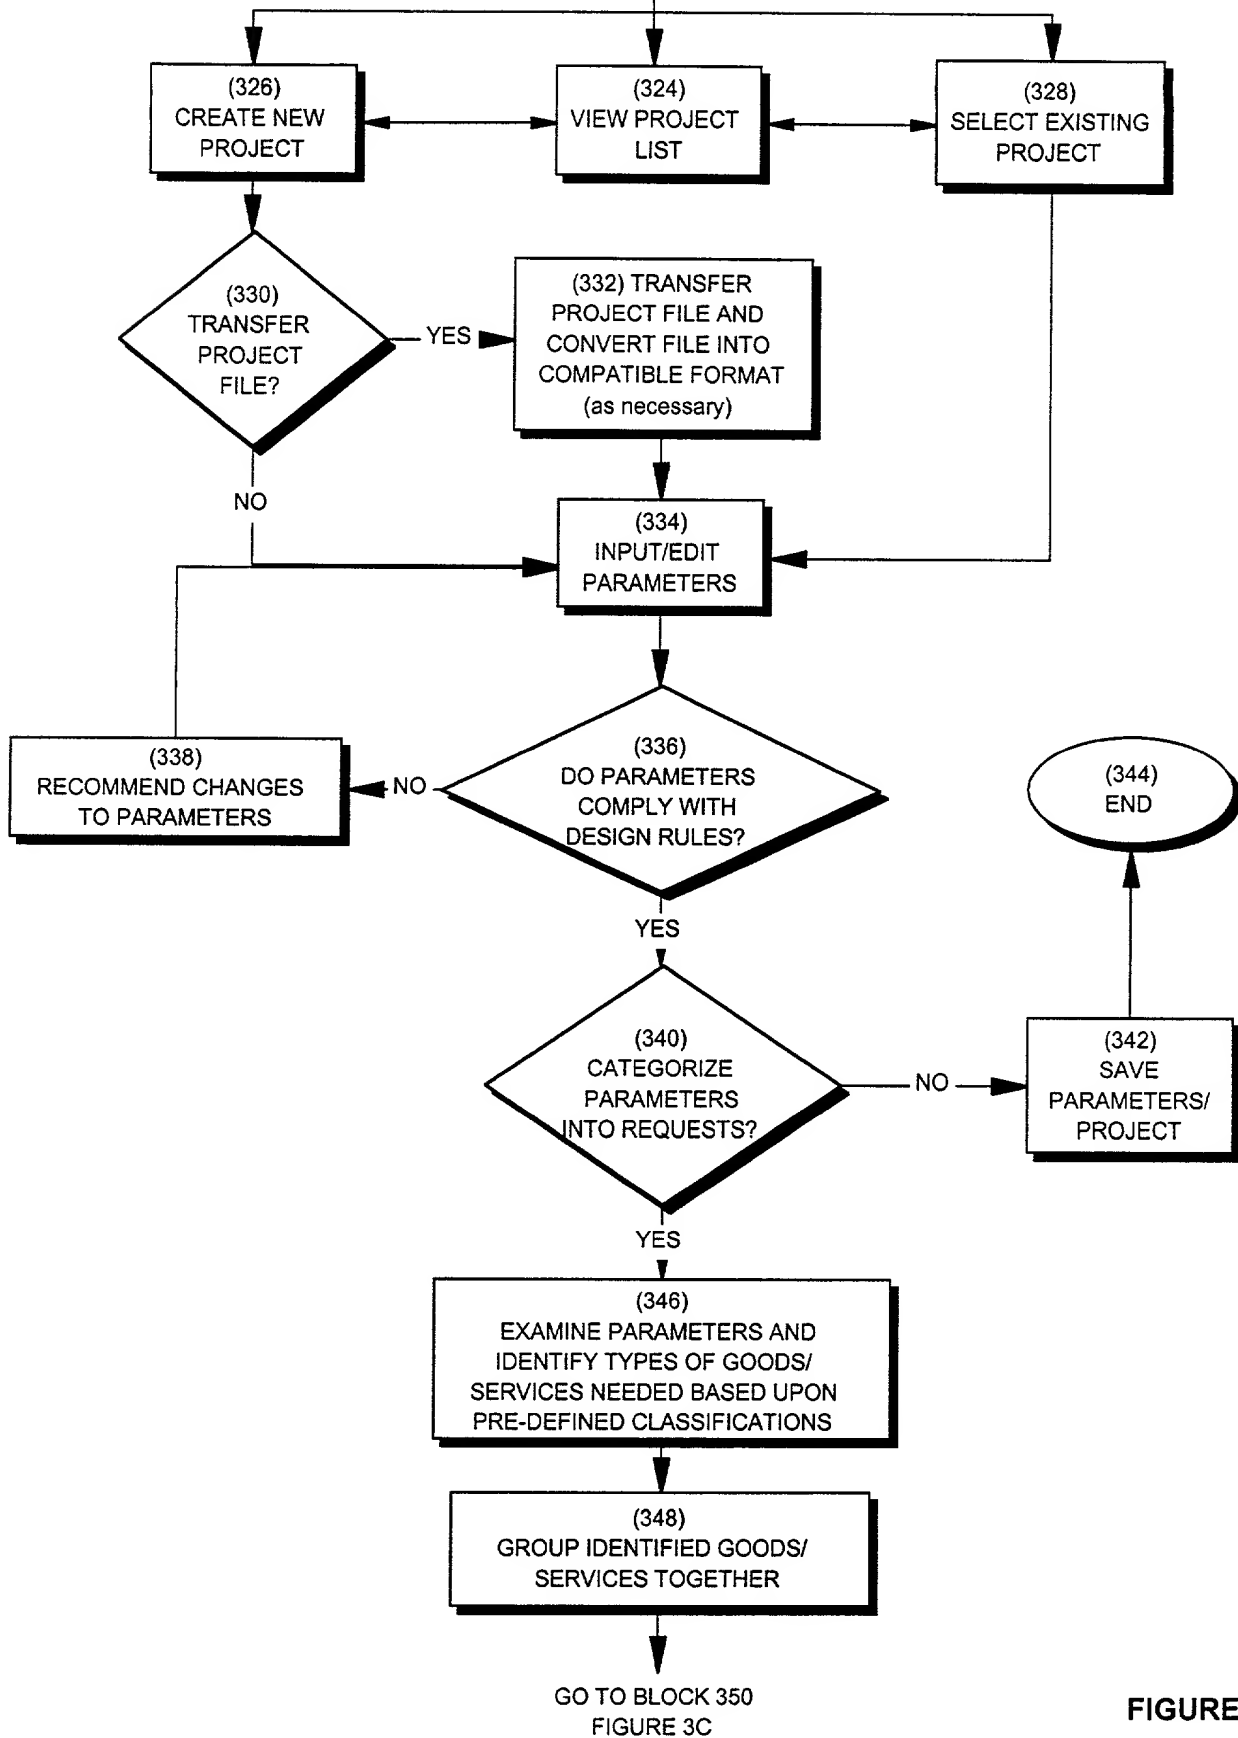 (326)
CREATE NEW
PROJECT
(324)
VIEW PROJECT
LIST
(328)
SELECT EXISTING
PROJECT
(330)
TRANSFER
PROJECT
FILE?
YES
(332) TRANSFER
PROJECT FILE AND
CONVERT FILE INTO
COMPATIBLE FORMAT
(as necessary)
NO
(334)
INPUT/EDIT
PARAMETERS
(338)
RECOMMEND CHANGES
TO PARAMETERS
NO
(336)
DO PARAMETERS
COMPLY WITH
DESIGN RULES?
(344)
END
YES
(340)
CATEGORIZE
PARAMETERS
INTO REQUESTS?
NO
(342)
SAVE
PARAMETERS/
PROJECT
YES
(346)
EXAMINE PARAMETERS AND
IDENTIFY TYPES OF GOODS/
SERVICES NEEDED BASED UPON
PRE-DEFINED CLASSIFICATIONS
(348)
GROUP IDENTIFIED GOODS/
SERVICES TOGETHER
GO TO BLOCK 350
FIGURE 3C
FIGURE